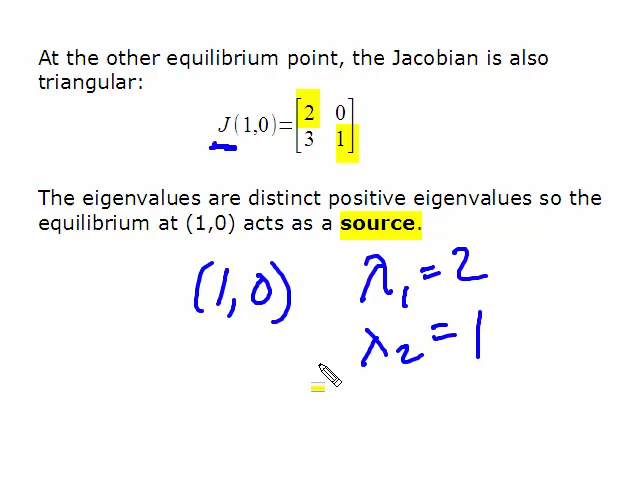 At the other equilibrium point, the Jacobian is also
triangular:
J(1,0)=[2 0
3 1]
The eigenvalues are distinct positive eigenvalues so the
equilibrium at (1,0) acts as a source.
(1,0) λ₁=2
λ₂=1